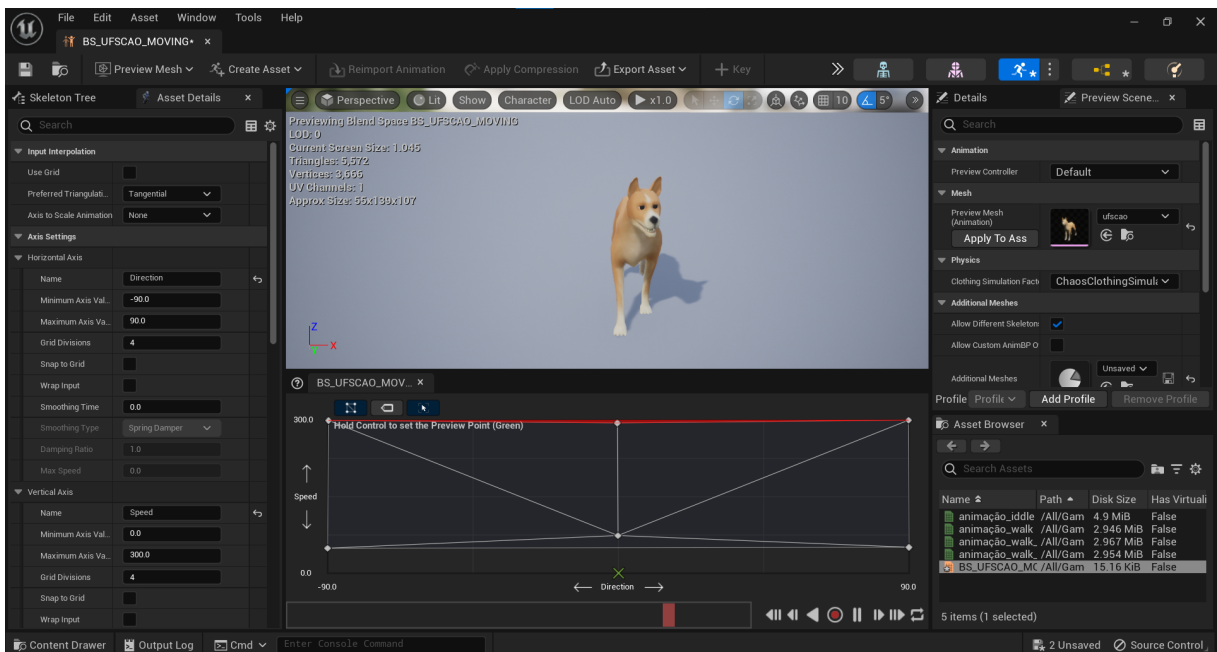 File Edit Asset Window Tools Help
BS_UFSCAO_MOVING*
Preview Mesh Create Asset Reimport Animation Apply Compression Export Asset + Key
Skeleton Tree Asset Details
Search
Input Interpolation
Use Grid
Preferred Triangulati... Tangential
Axis to Scale Animation None
Axis Settings
Horizontal Axis
Name Direction
Minimum Axis Val... -90.0
Maximum Axis Va... 90.0
Grid Divisions 4
Snap to Grid
Wrap Input
Smoothing Time 0.0
Smoothing Type Spring Damper
Damping Ratio 1.0
Max Speed 0.0
Vertical Axis
Name Speed
Minimum Axis Val... 0.0
Maximum Axis Va... 300.0
Grid Divisions 4
Snap to Grid
Wrap Input
Perspective Lit Show Character LOD Auto x1.0 10 5°
Previewing Blend Space BS_UFSCAO_MOVING
LOD: 0
Current Screen Size: 1.045
Triangles: 5,572
Vertices: 3,666
UV Channels: 1
Approx Size: 55x139x107
Z
Y X
BS_UFSCAO_MOV...
300.0 Hold Control to set the Preview Point (Green)
Speed
0.0
-90.0 Direction 90.0
Details Preview Scene...
Search
Animation
Preview Controller Default
Mesh
Preview Mesh
(Animation)
ufscao
Apply To Ass
Physics
Clothing Simulation Fact ChaosClothingSimula
Additional Meshes
Allow Different Skeleton
Allow Custom AnimBP O
Additional Meshes Unsaved
Profile Profile Add Profile Remove Profile
Asset Browser
Search Assets
Name Path Disk Size Has Virtuali
animação_iddle /All/Gam 4.9 MiB False
animação_walk /All/Gam 2.946 MiB False
animação_walk_ /All/Gam 2.967 MiB False
animação_walk_ /All/Gam 2.954 MiB False
BS_UFSCAO_MC /All/Gam 15.16 KiB False
5 items (1 selected)
Content Drawer Output Log Cmd Enter Console Command 2 Unsaved Source Control